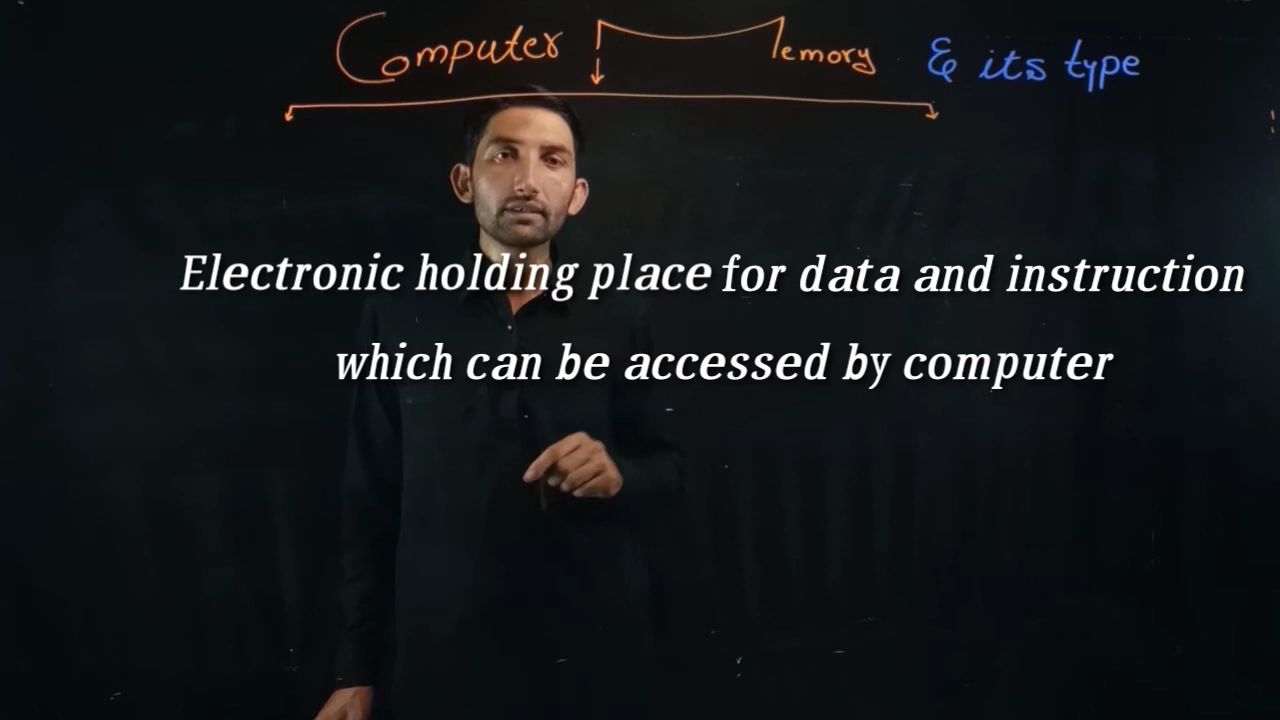 Computer Memory & its type
Electronic holding place for data and instruction
which can be accessed by computer